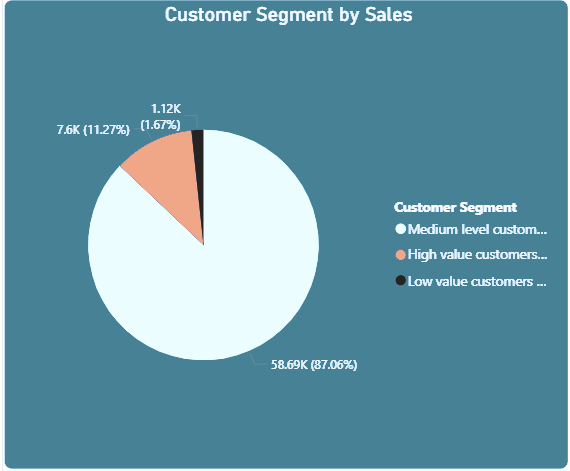 Customer Segment by Sales
1.12K
(1.67%)
7.6K (11.27%)
Customer Segment
Medium level custom...
High value customers...
Low value customers ...
58.69K (87.06%)